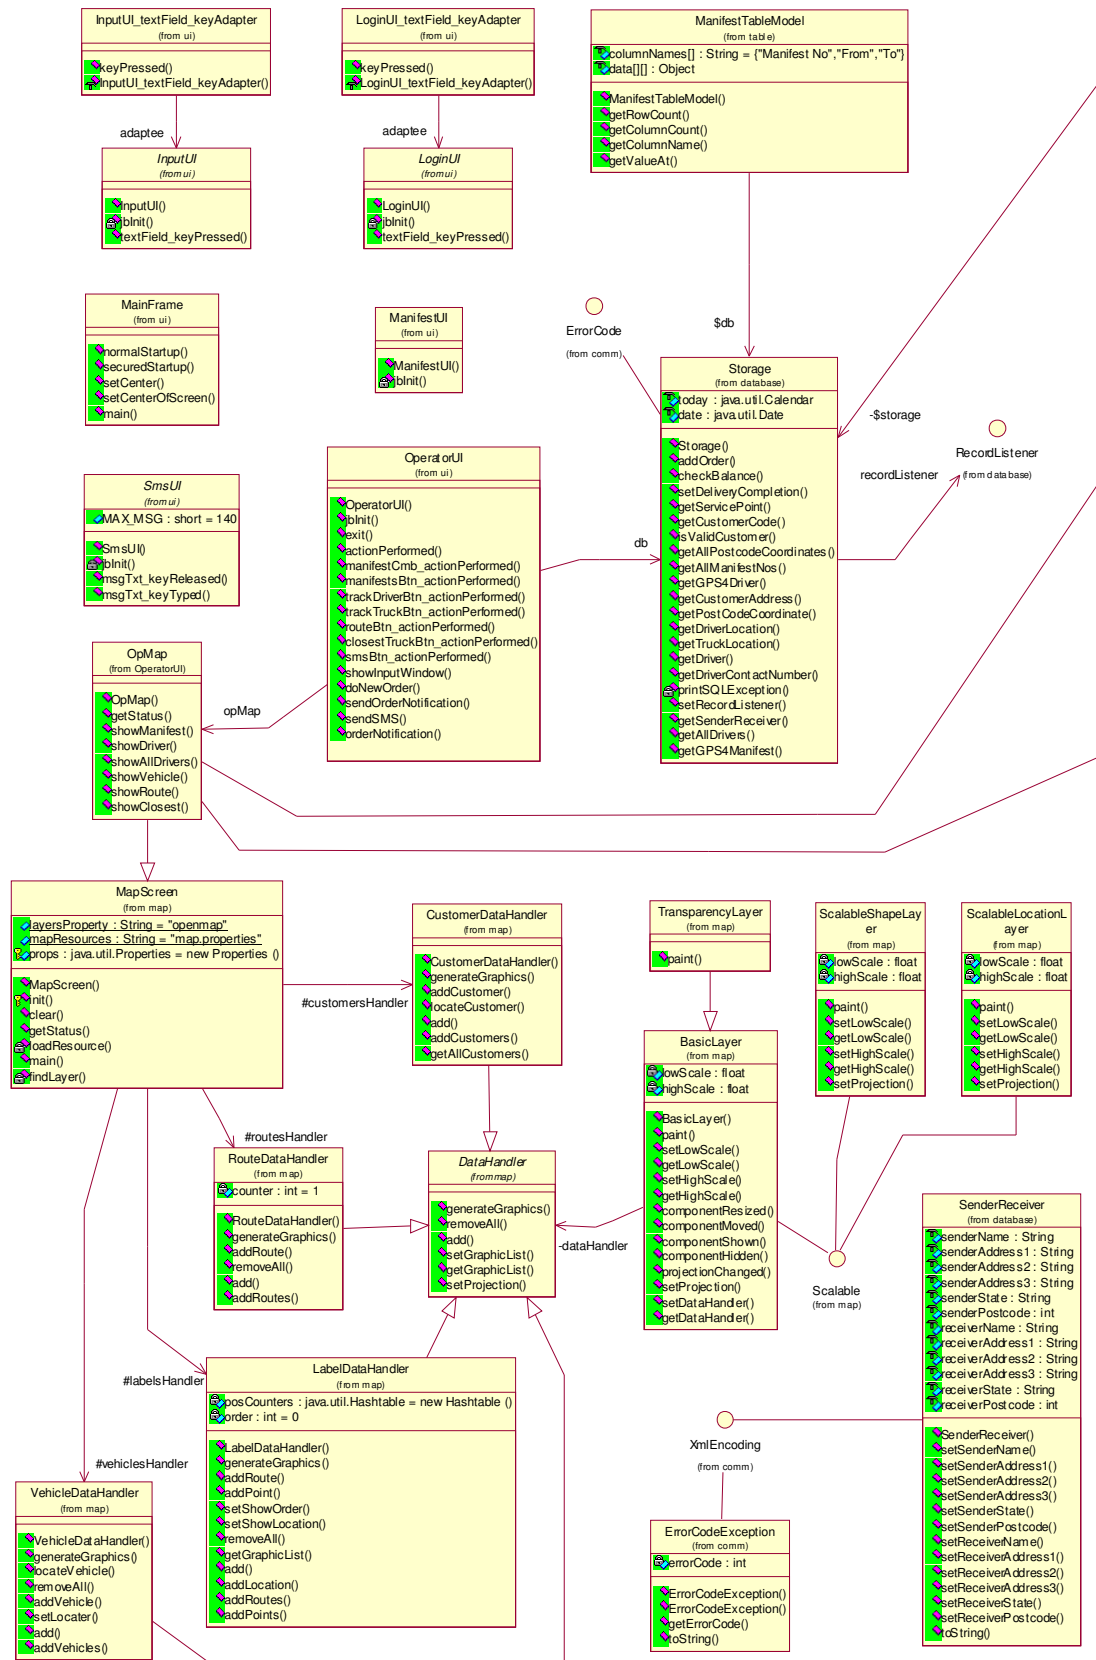 InputUI_textField_keyAdapter
(from ui)
keyPressed()
InputUI_textField_keyAdapter()
adaptee
InputUI
(from ui)
InputUI()
jbInit()
textField_keyPressed()
LoginUI_textField_keyAdapter
(from ui)
keyPressed()
LoginUI_textField_keyAdapter()
adaptee
LoginUI
(from ui)
LoginUI()
jbInit()
textField_keyPressed()
ManifestTableModel
(from table)
columnNames[] : String = {"Manifest No","From","To"}
data[][] : Object
ManifestTableModel()
getRowCount()
getColumnCount()
getColumnName()
getValueAt()
MainFrame
(from ui)
normalStartup()
securedStartup()
setCenter()
setCenterOfScreen()
main()
ManifestUI
(from ui)
ManifestUI()
jbInit()
ErrorCode
(from comm)
$db
-$storage
Storage
(from database)
today : java.util.Calendar
date : java.util.Date
Storage()
addOrder()
checkBalance()
setDeliveryCompletion()
getServicePoint()
getCustomerCode()
isValidCustomer()
getAllPostcodeCoordinates()
getAllManifestNos()
getGPS4Driver()
getCustomerAddress()
getPostCodeCoordinate()
getDriverLocation()
getTruckLocation()
getDriver()
getDriverContactNumber()
printSQLException()
setRecordListener()
getSenderReceiver()
getAllDrivers()
getGPS4Manifest()
RecordListener
(from database)
recordListener
SmsUI
(from ui)
MAX_MSG : short = 140
SmsUI()
jbInit()
msgTxt_keyReleased()
msgTxt_keyTyped()
OperatorUI
(from ui)
OperatorUI()
jbInit()
exit()
actionPerformed()
manifestCmb_actionPerformed()
manifestsBtn_actionPerformed()
trackDriverBtn_actionPerformed()
trackTruckBtn_actionPerformed()
routeBtn_actionPerformed()
closestTruckBtn_actionPerformed()
smsBtn_actionPerformed()
showInputWindow()
doNewOrder()
sendOrderNotification()
sendSMS()
orderNotification()
db
opMap
OpMap
(from OperatorUI)
OpMap()
getStatus()
showManifest()
showDriver()
showAllDrivers()
showVehicle()
showRoute()
showClosest()
MapScreen
(from map)
layersProperty : String = "openmap"
mapResources : String = "map.properties"
props : java.util.Properties = new Properties ()
MapScreen()
init()
clear()
getStatus()
loadResource()
main()
findLayer()
#customersHandler
CustomerDataHandler
(from map)
CustomerDataHandler()
generateGraphics()
addCustomer()
locateCustomer()
add()
addCustomers()
getAllCustomers()
TransparencyLayer
(from map)
paint()
ScalableShapeLay
er
(from map)
lowScale : float
highScale : float
paint()
setLowScale()
getLowScale()
setHighScale()
getHighScale()
setProjection()
ScalableLocationL
ayer
(from map)
lowScale : float
highScale : float
paint()
setLowScale()
getLowScale()
setHighScale()
getHighScale()
setProjection()
BasicLayer
(from map)
lowScale : float
highScale : float
BasicLayer()
paint()
setLowScale()
getLowScale()
setHighScale()
getHighScale()
componentResized()
componentMoved()
componentShown()
componentHidden()
projectionChanged()
setProjection()
setDataHandler()
getDataHandler()
#routesHandler
RouteDataHandler
(from map)
counter : int = 1
RouteDataHandler()
generateGraphics()
addRoute()
removeAll()
add()
addRoutes()
DataHandler
(from map)
generateGraphics()
removeAll()
add()
setGraphicList()
getGraphicList()
setProjection()
-dataHandler
Scalable
(from map)
SenderReceiver
(from database)
senderName : String
senderAddress1 : String
senderAddress2 : String
senderAddress3 : String
senderState : String
senderPostcode : int
receiverName : String
receiverAddress1 : String
receiverAddress2 : String
receiverAddress3 : String
receiverState : String
receiverPostcode : int
SenderReceiver()
setSenderName()
setSenderAddress1()
setSenderAddress2()
setSenderAddress3()
setSenderState()
setSenderPostcode()
setReceiverName()
setReceiverAddress1()
setReceiverAddress2()
setReceiverAddress3()
setReceiverState()
setReceiverPostcode()
toString()
#labelsHandler
LabelDataHandler
(from map)
posCounters : java.util.Hashtable = new Hashtable ()
order : int = 0
LabelDataHandler()
generateGraphics()
addRoute()
addPoint()
setShowOrder()
setShowLocation()
removeAll()
getGraphicList()
add()
addLocation()
addRoutes()
addPoints()
#vehiclesHandler
VehicleDataHandler
(from map)
VehicleDataHandler()
generateGraphics()
locateVehicle()
removeAll()
addVehicle()
setLocater()
add()
addVehicles()
XmlEncoding
(from comm)
ErrorCodeException
(from comm)
errorCode : int
ErrorCodeException()
ErrorCodeException()
getErrorCode()
toString()